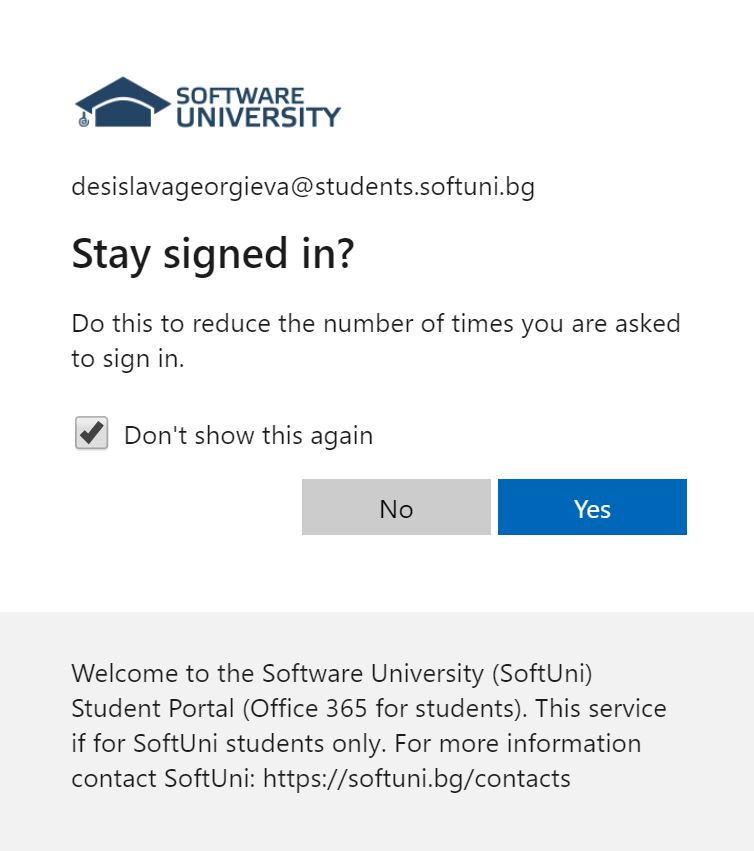 SOFTWARE
UNIVERSITY
desislavageorgieva@students.softuni.bg
Stay signed in?
Do this to reduce the number of times you are asked
to sign in.
Don't show this again
No
Yes
Welcome to the Software University (SoftUni)
Student Portal (Office 365 for students). This service
if for SoftUni students only. For more information
contact SoftUni: https://softuni.bg/contacts